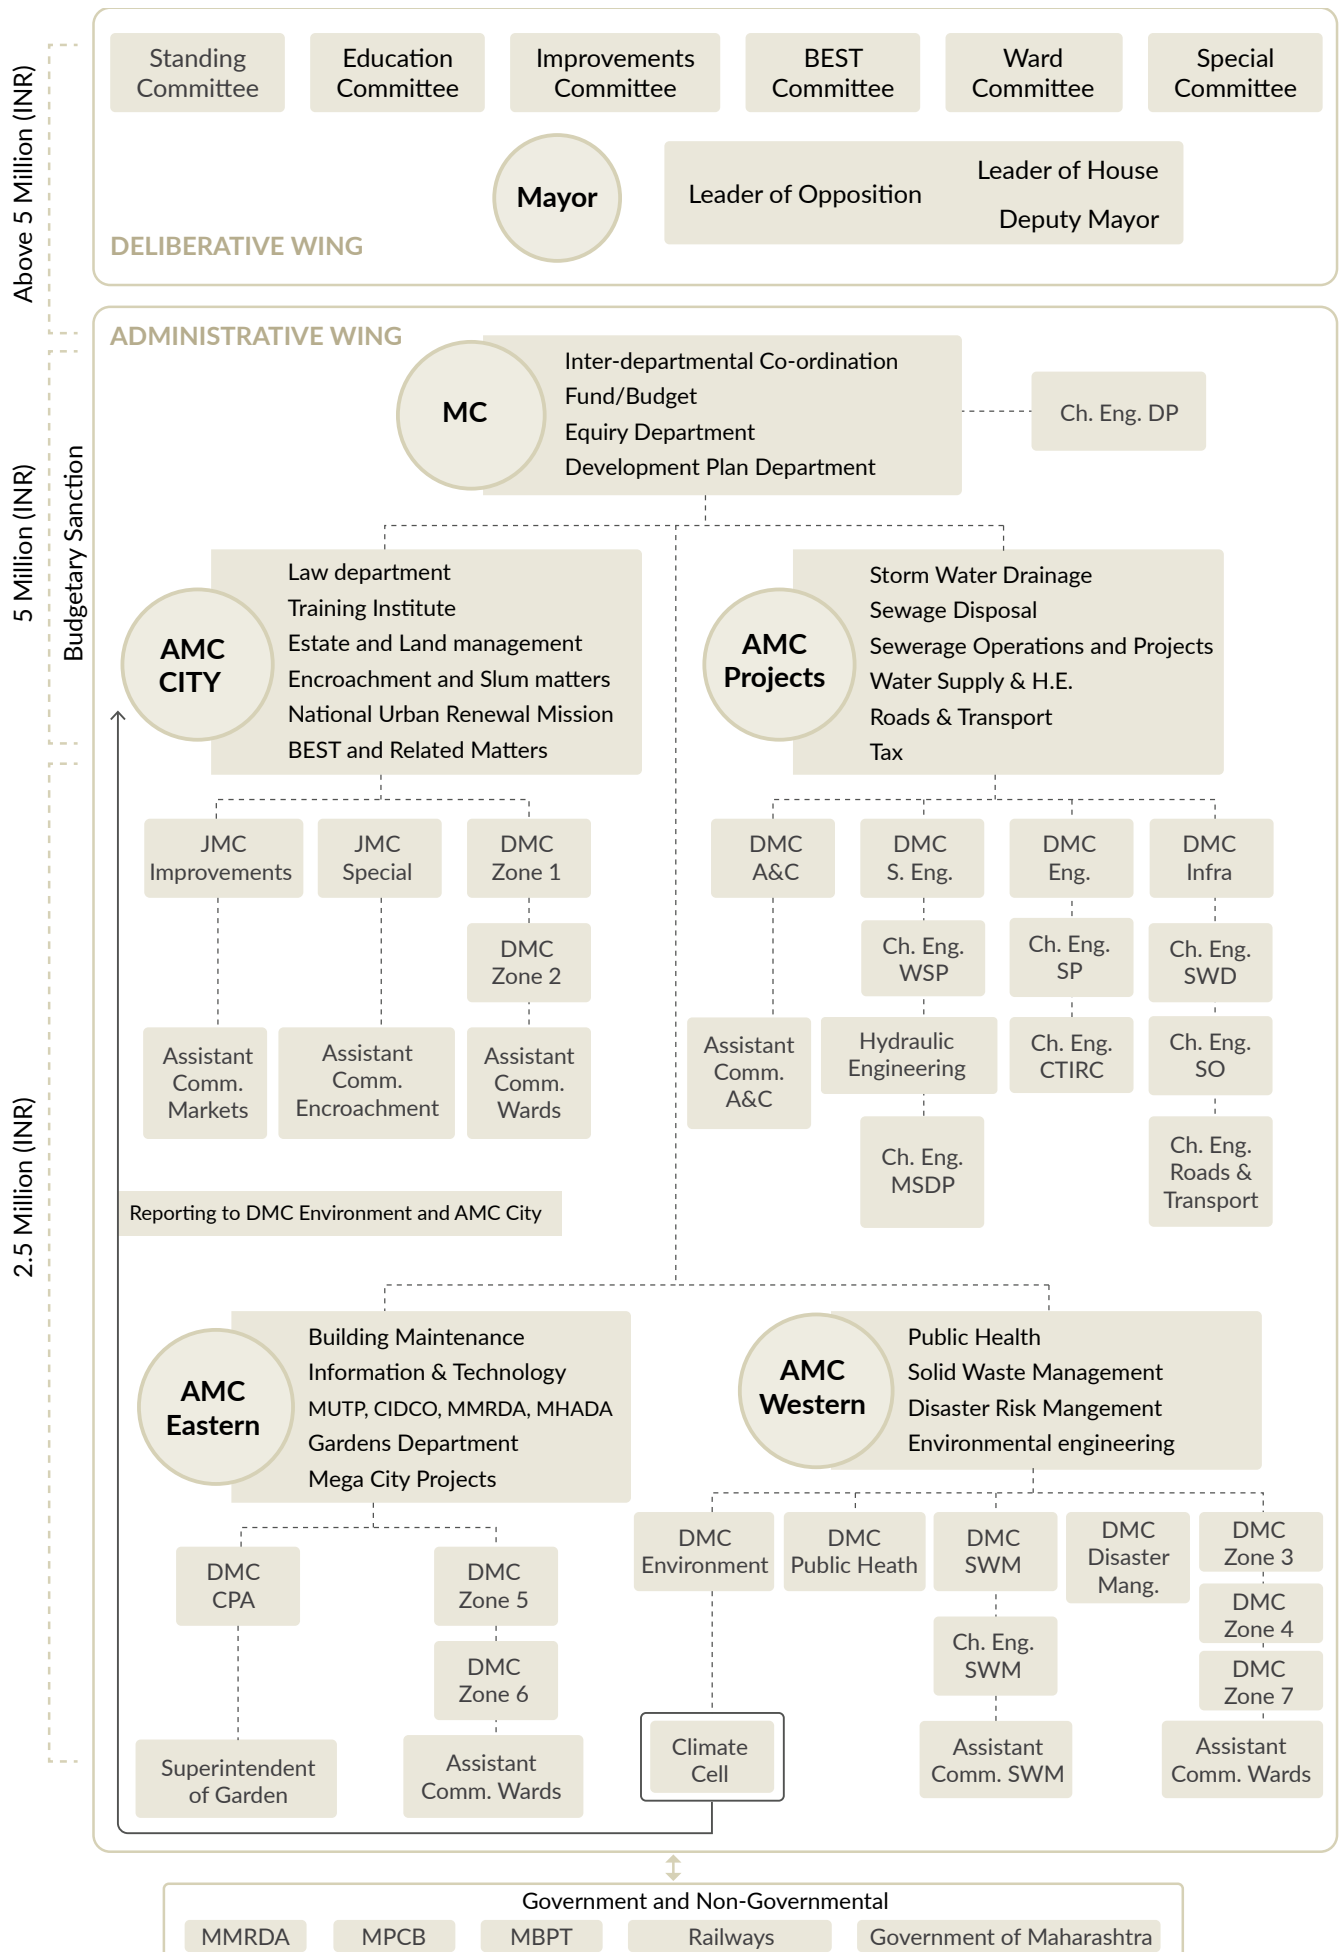 Above 5 Million (INR)
Standing
Committee
Education
Committee
Improvements
Committee
BEST
Committee
Ward
Committee
Special
Committee
Mayor
Leader of Opposition
Leader of House
Deputy Mayor
DELIBERATIVE WING
ADMINISTRATIVE WING
5 Million (INR)
Budgetary Sanction
MC
Inter-departmental Co-ordination
Fund/Budget
Equiry Department
Development Plan Department
Ch. Eng. DP
AMC
CITY
Law department
Training Institute
Estate and Land management
Encroachment and Slum matters
National Urban Renewal Mission
BEST and Related Matters
AMC
Projects
Storm Water Drainage
Sewage Disposal
Sewerage Operations and Projects
Water Supply & H.E.
Roads & Transport
Tax
2.5 Million (INR)
JMC
Improvements
JMC
Special
DMC
Zone 1
DMC
Zone 2
Assistant
Comm.
Markets
Assistant
Comm.
Encroachment
Assistant
Comm.
Wards
DMC
A&C
DMC
S. Eng.
DMC
Eng.
DMC
Infra
Ch. Eng.
WSP
Ch. Eng.
SP
Ch. Eng.
SWD
Assistant
Comm.
A&C
Hydraulic
Engineering
Ch. Eng.
CTIRC
Ch. Eng.
SO
Ch. Eng.
MSDP
Ch. Eng.
Roads &
Transport
Reporting to DMC Environment and AMC City
AMC
Eastern
Building Maintenance
Information & Technology
MUTP, CIDCO, MMRDA, MHADA
Gardens Department
Mega City Projects
AMC
Western
Public Health
Solid Waste Management
Disaster Risk Mangement
Environmental engineering
DMC
CPA
DMC
Zone 5
DMC
Zone 6
Superintendent
of Garden
Assistant
Comm. Wards
DMC
Environment
DMC
Public Heath
DMC
SWM
DMC
Disaster
Mang.
DMC
Zone 3
DMC
Zone 4
DMC
Zone 7
Ch. Eng.
SWM
Climate
Cell
Assistant
Comm. SWM
Assistant
Comm. Wards
Government and Non-Governmental
MMRDA
MPCB
MBPT
Railways
Government of Maharashtra